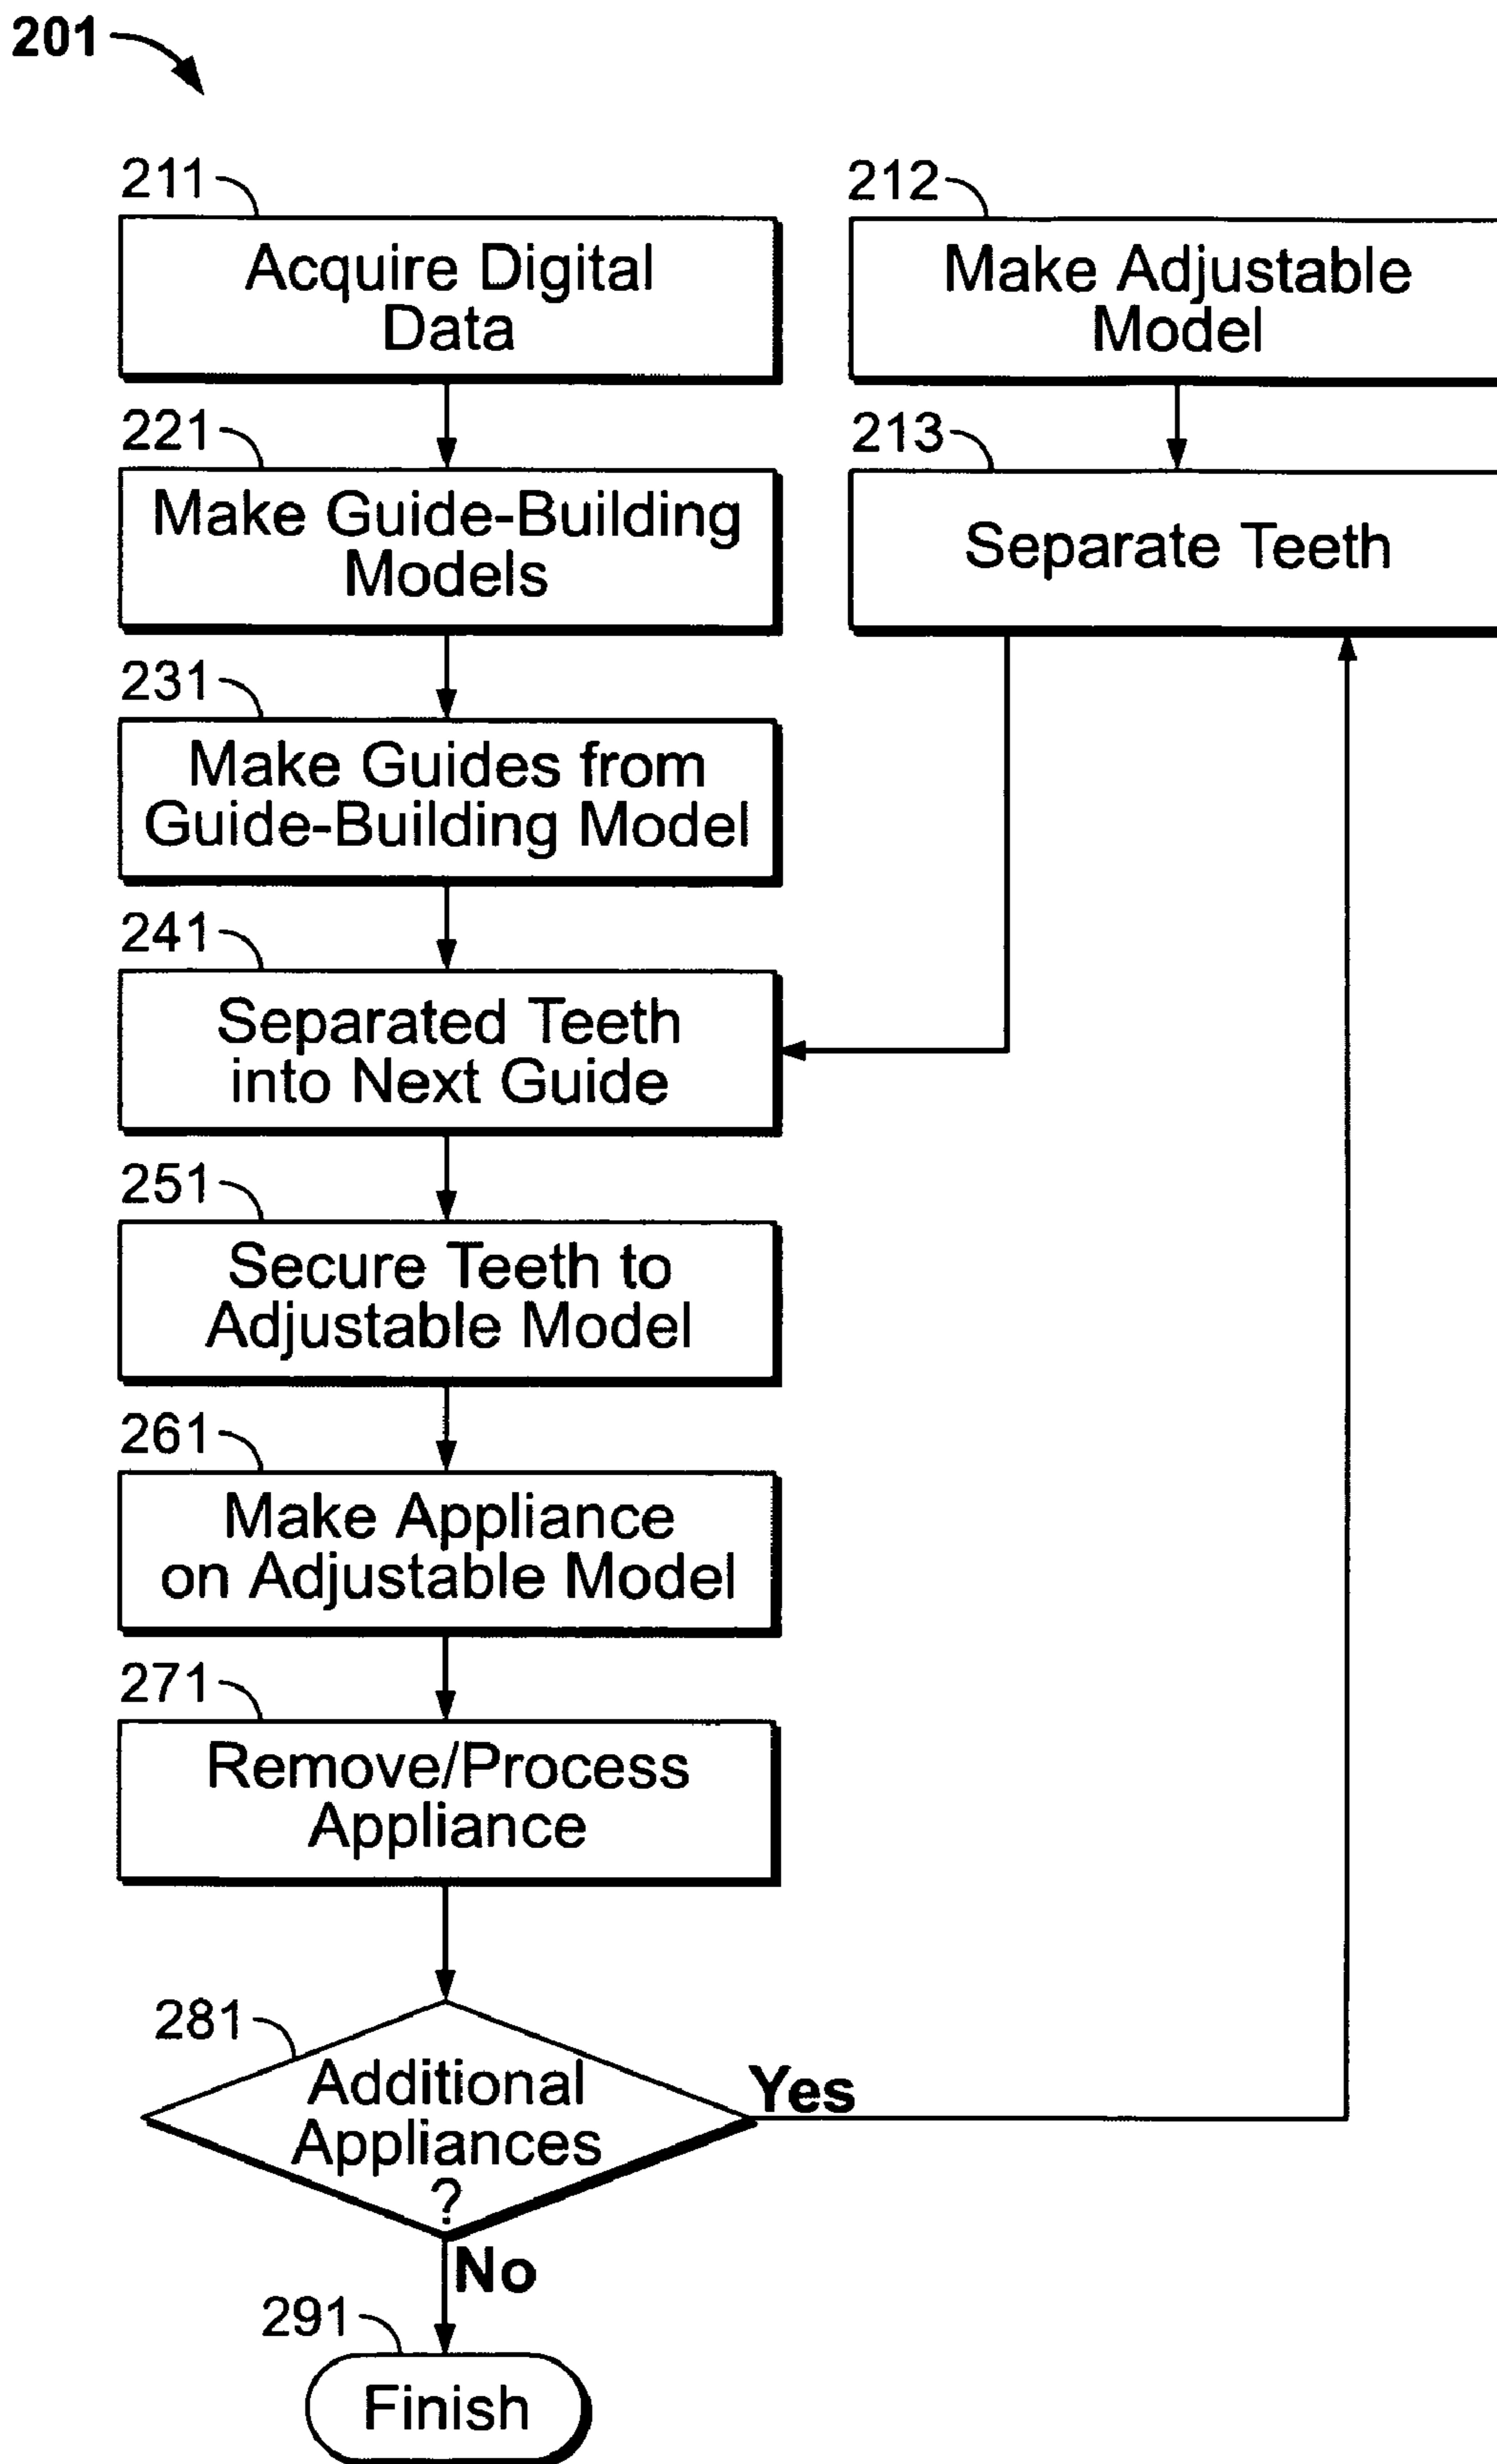 201
211
Acquire Digital
Data
212
Make Adjustable
Model
221
Make Guide-Building
Models
213
Separate Teeth
231
Make Guides from
Guide-Building Model
241
Separated Teeth
into Next Guide
251
Secure Teeth to
Adjustable Model
261
Make Appliance
on Adjustable Model
271
Remove/Process
Appliance
281
Additional
Appliances
?
Yes
No
291
Finish